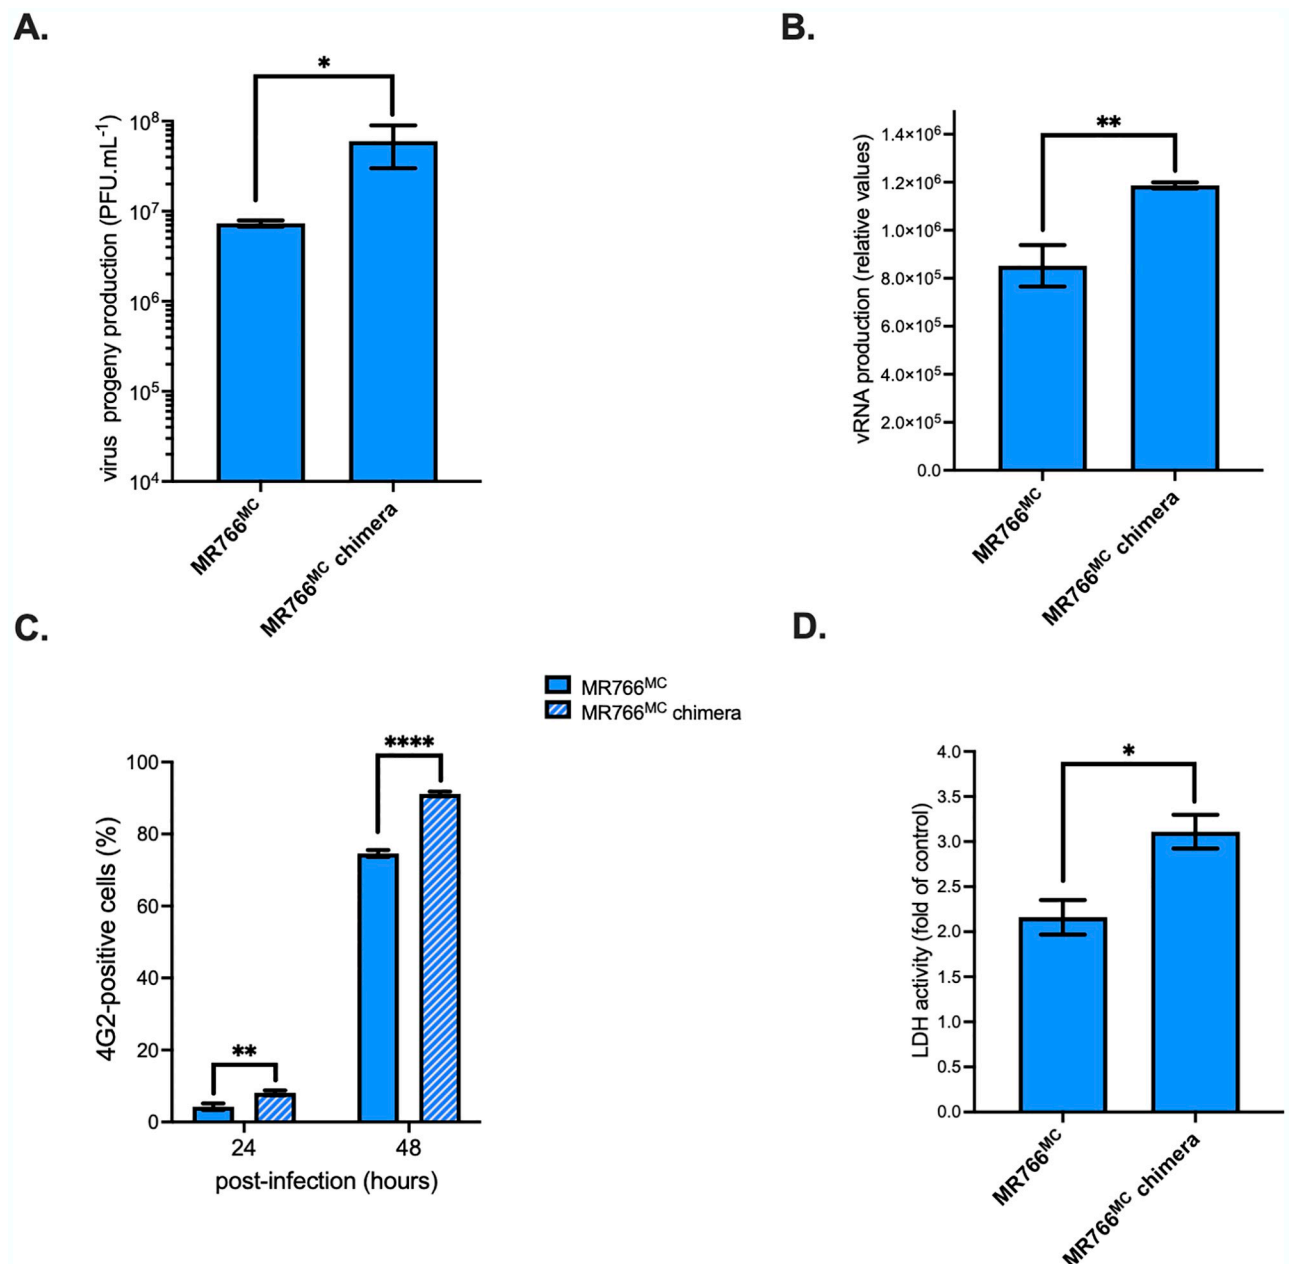 A.
*
virus progeny production (PFU.mL⁻¹)
10⁸
10⁷
10⁶
10⁵
10⁴
MR766ᴹᶜ
MR766ᴹᶜ chimera
B.
**
vRNA production (relative values)
1.4×10⁶
1.2×10⁶
1.0×10⁶
8.0×10⁵
6.0×10⁵
4.0×10⁵
2.0×10⁵
0.0
MR766ᴹᶜ
MR766ᴹᶜ chimera
C.
MR766ᴹᶜ
MR766ᴹᶜ chimera
****
**
4G2-positive cells (%)
100
80
60
40
20
0
24
48
post-infection (hours)
D.
*
LDH activity (fold of control)
4.0
3.5
3.0
2.5
2.0
1.5
1.0
0.5
0.0
MR766ᴹᶜ
MR766ᴹᶜ chimera